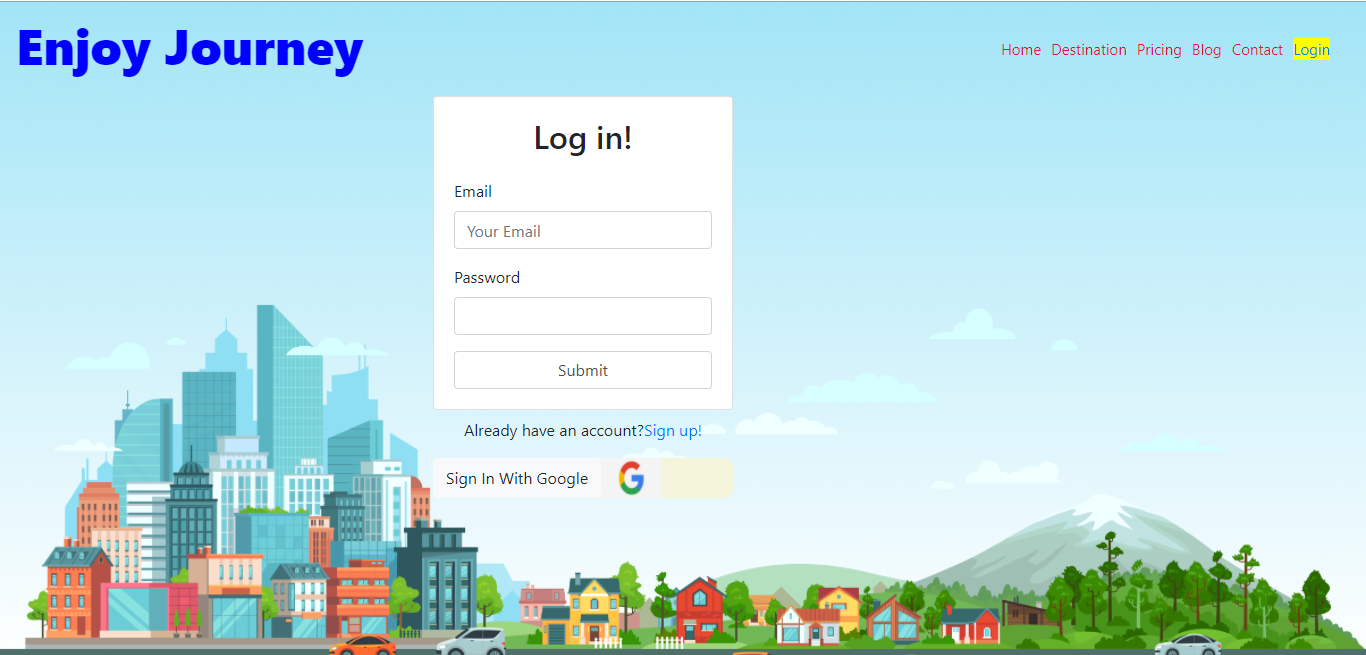 Enjoy Journey
Home Destination Pricing Blog Contact Login
Log in!
Email
Your Email
Password
Submit
Already have an account?Sign up!
Sign In With Google